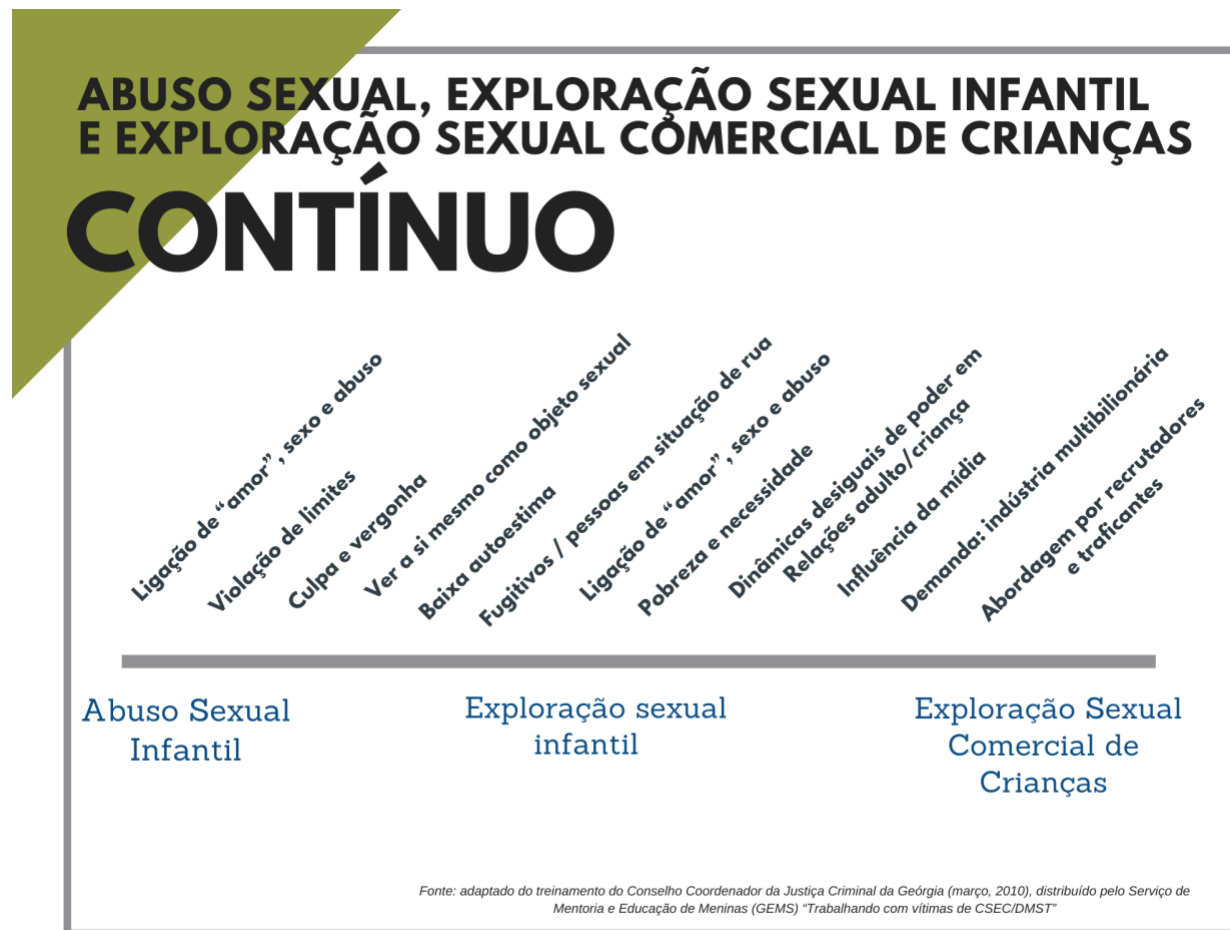 ABUSO SEXUAL, EXPLORAÇÃO SEXUAL INFANTIL
E EXPLORAÇÃO SEXUAL COMERCIAL DE CRIANÇAS
CONTÍNUO
Ligação de “amor”, sexo e abuso
Violação de limites
Culpa e vergonha
Ver a si mesmo como objeto sexual
Baixa autoestima
Fugitivos / pessoas em situação de rua
Ligação de “amor”, sexo e abuso
Pobreza e necessidade
Dinâmicas desiguais de poder em
Relações adulto/criança
Influência da mídia
Demanda: indústria multibilionária
Abordagem por recrutadores
e traficantes
Abuso Sexual
Infantil
Exploração sexual
infantil
Exploração Sexual
Comercial de
Crianças
Fonte: adaptado do treinamento do Conselho Coordenador da Justiça Criminal da Geórgia (março, 2010), distribuído pelo Serviço de
Mentoria e Educação de Meninas (GEMS) “Trabalhando com vítimas de CSEC/DMST”